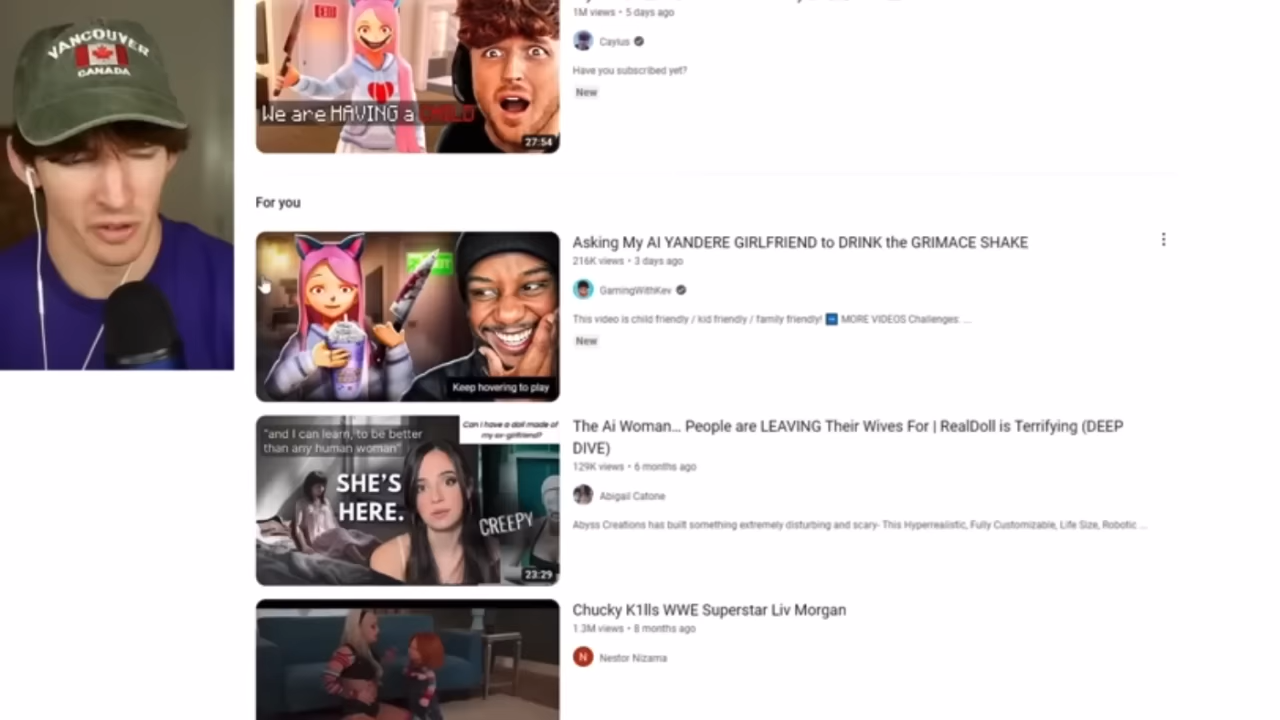 VANCOUVER
CANADA
EXIT
We are HAVING a CHILD
27:54
1M views • 5 days ago
Caylus
Have you subscribed yet?
New
For you
Asking My AI YANDERE GIRLFRIEND to DRINK the GRIMACE SHAKE
216K views • 3 days ago
GamingWithKev
This video is child friendly / kid friendly / family friendly! MORE VIDEOS Challenges: ...
New
Keep hovering to play
"and I can learn, to be better
than any human woman"
Can I have a doll made of
my ex-girlfriend?
SHE'S
HERE.
CREEPY
23:29
The Ai Woman... People are LEAVING Their Wives For | RealDoll is Terrifying (DEEP
DIVE)
129K views • 6 months ago
Abigail Catone
Abyss Creations has built something extremely disturbing and scary- This Hyperrealistic, Fully Customizable, Life Size, Robotic ...
Chucky K1lls WWE Superstar Liv Morgan
1.3M views • 8 months ago
N
Nestor Nizama